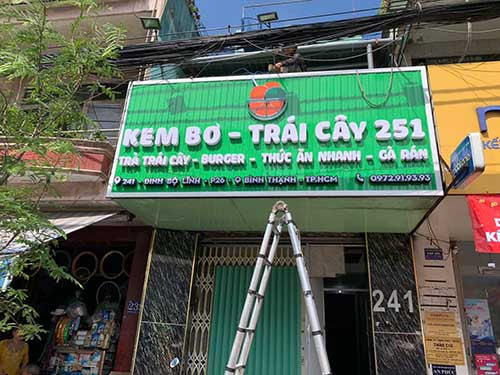 KEM BƠ - TRÁI CÂY 251
TRÀ TRÁI CÂY - BURGER - THỨC ĂN NHANH - GÀ RÁN
241 - ĐINH BỘ LĨNH - P26 BÌNH THẠNH - TP.HCM 0972.91.93.93
241